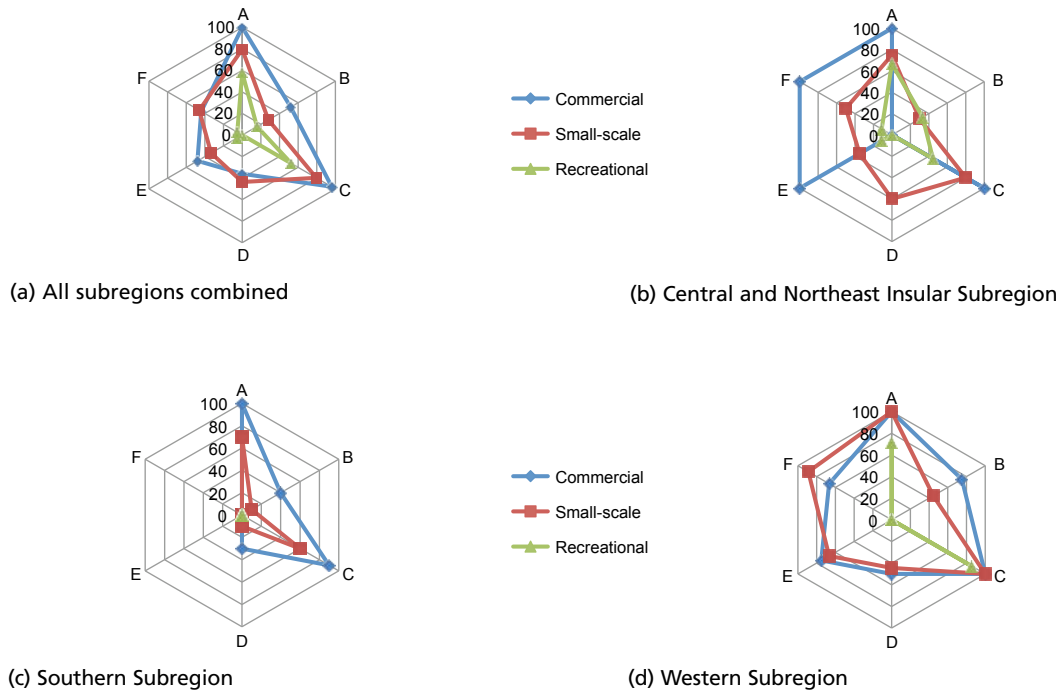 A
100
80
60
40
20
0
B
C
D
E
F
(a) All subregions combined
Commercial
Small-scale
Recreational
A
100
80
60
40
20
0
B
C
D
E
F
(b) Central and Northeast Insular Subregion
A
100
80
60
40
20
0
B
C
D
E
F
(c) Southern Subregion
Commercial
Small-scale
Recreational
A
100
80
60
40
20
0
B
C
D
E
F
(d) Western Subregion